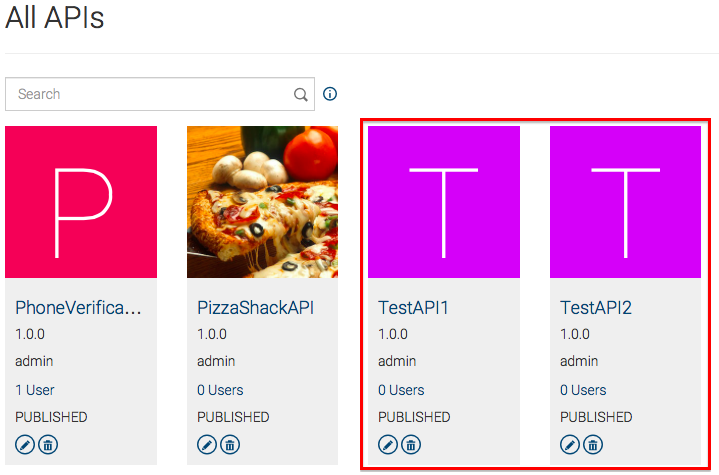 All APIs
Search
P
T
T
PhoneVerifica...
1.0.0
admin
1 User
PUBLISHED
PizzaShackAPI
1.0.0
admin
0 Users
PUBLISHED
TestAPI1
1.0.0
admin
0 Users
PUBLISHED
TestAPI2
1.0.0
admin
0 Users
PUBLISHED